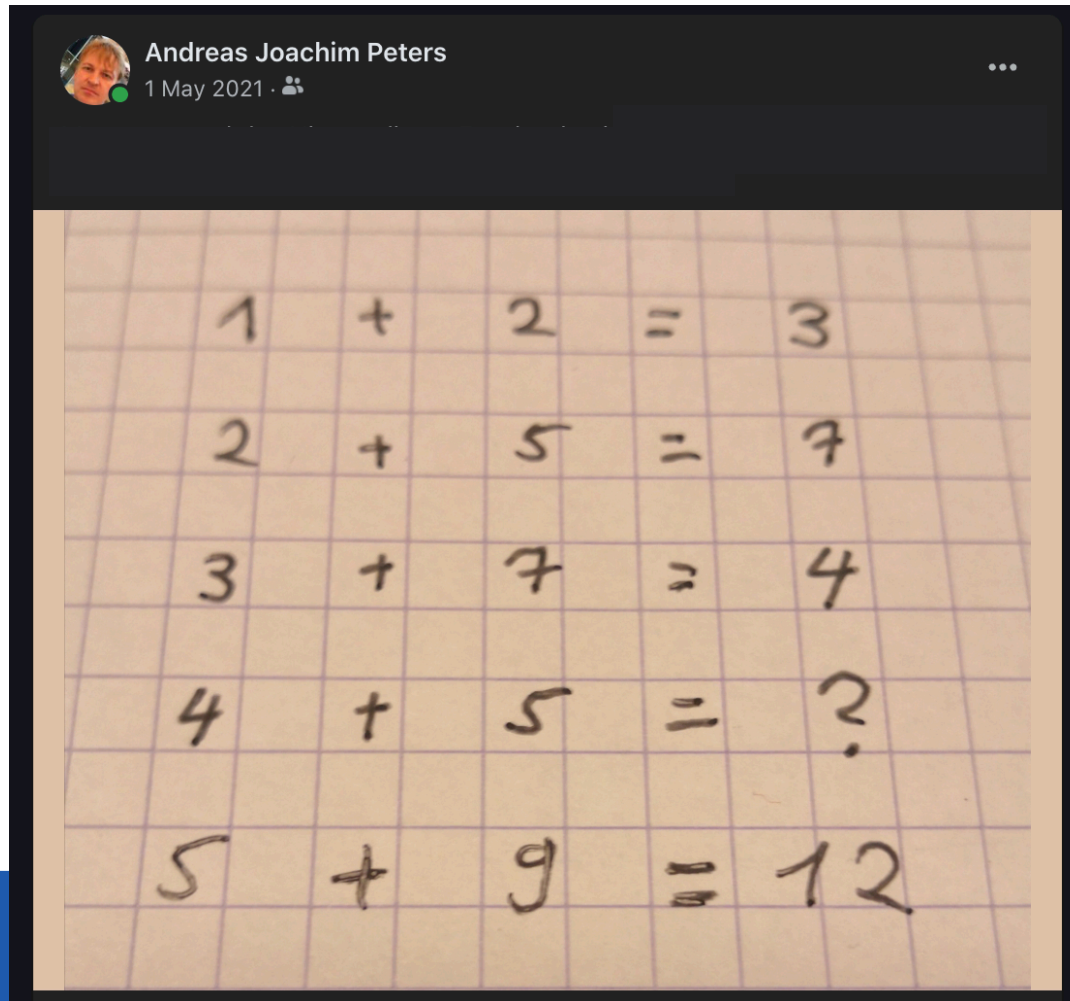 Andreas Joachim Peters
1 May 2021 ·
1 + 2 = 3
2 + 5 = 7
3 + 7 = 4
4 + 5 = ?
5 + 9 = 12